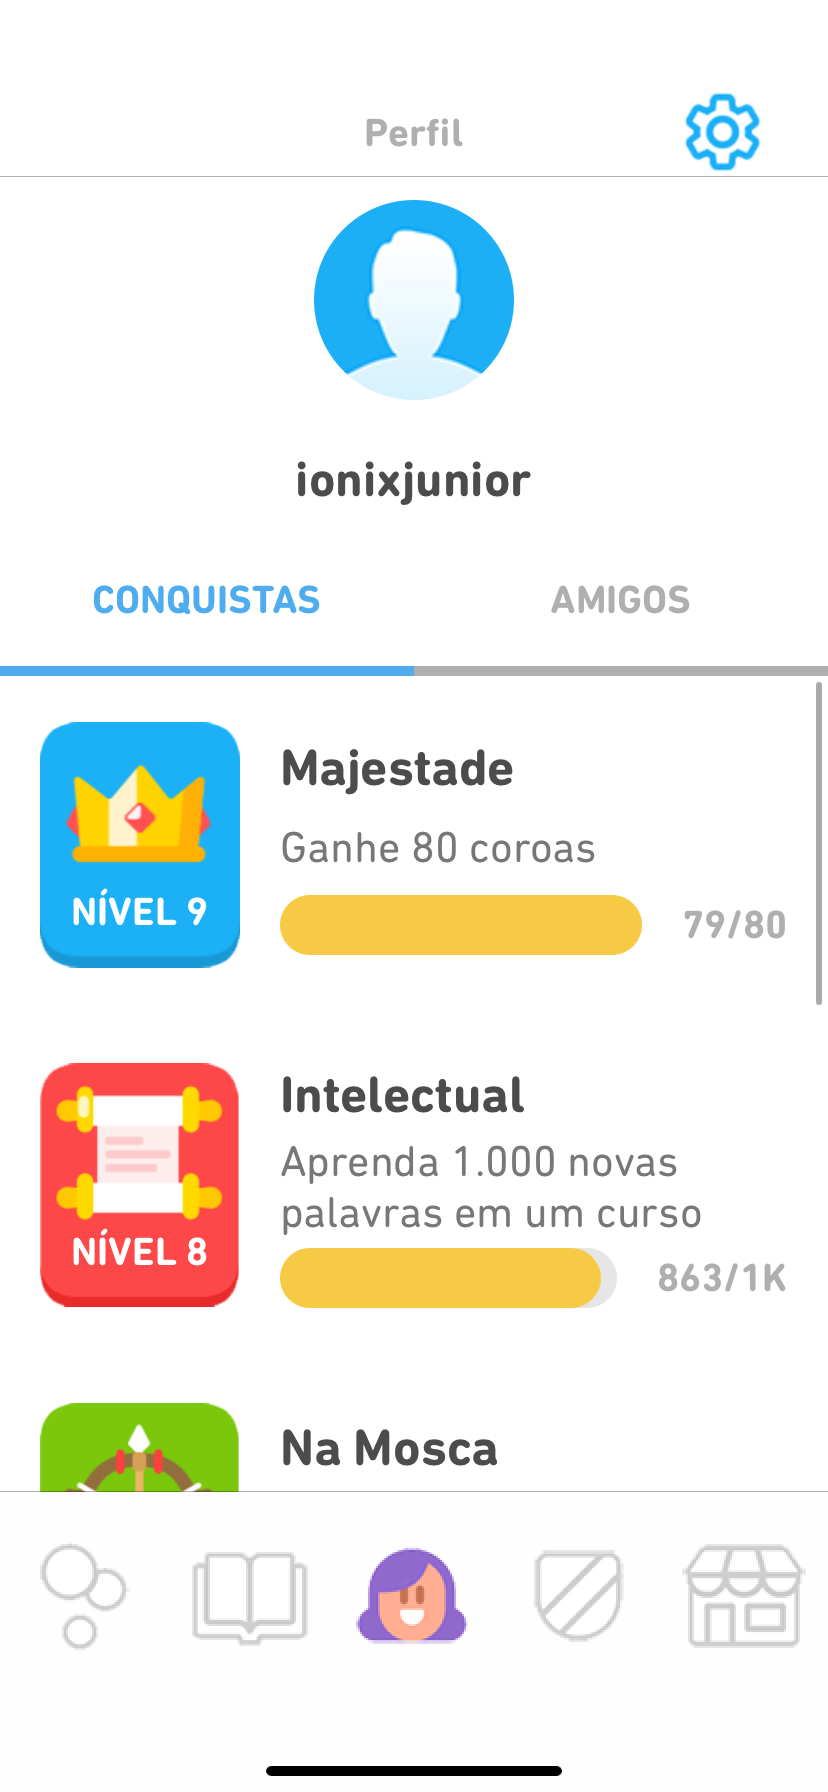 Perfil
ionixjunior
CONQUISTAS
AMIGOS
Majestade
Ganhe 80 coroas
NÍVEL 9
79/80
Intelectual
Aprenda 1.000 novas
palavras em um curso
NÍVEL 8
863/1K
Na Mosca